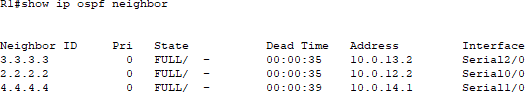 R1#show ip ospf neighbor
Neighbor ID     Pri   State           Dead Time   Address         Interface
3.3.3.3           0   FULL/  -        00:00:35    10.0.13.2       Serial2/0
2.2.2.2           0   FULL/  -        00:00:35    10.0.12.2       Serial0/0
4.4.4.4           0   FULL/  -        00:00:39    10.0.14.1       Serial1/0